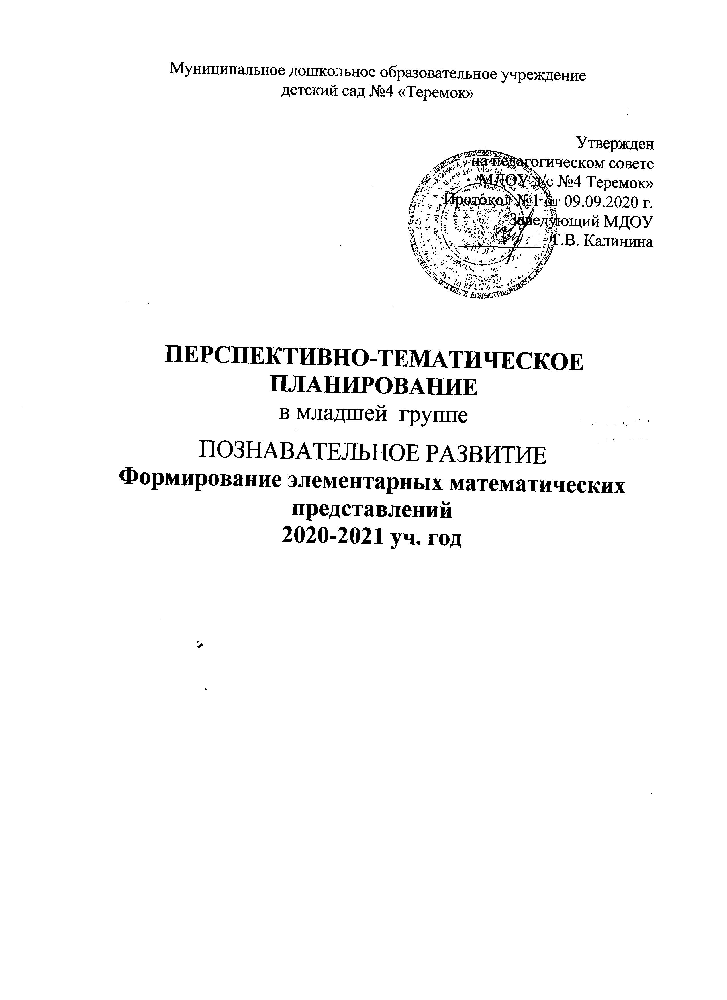 Муниципальное дошкольное образовательное учреждение
детский сад №4 «Теремок»
Утвержден
на педагогическом совете
МДОУ д/с №4 Теремок»
Протокол №1 от 09.09.2020 г.
Заведующий МДОУ
Т.В. Калинина
ПЕРСПЕКТИВНО-ТЕМАТИЧЕСКОЕ
ПЛАНИРОВАНИЕ
в младшей группе
ПОЗНАВАТЕЛЬНОЕ РАЗВИТИЕ
Формирование элементарных математических
представлений
2020-2021 уч. год